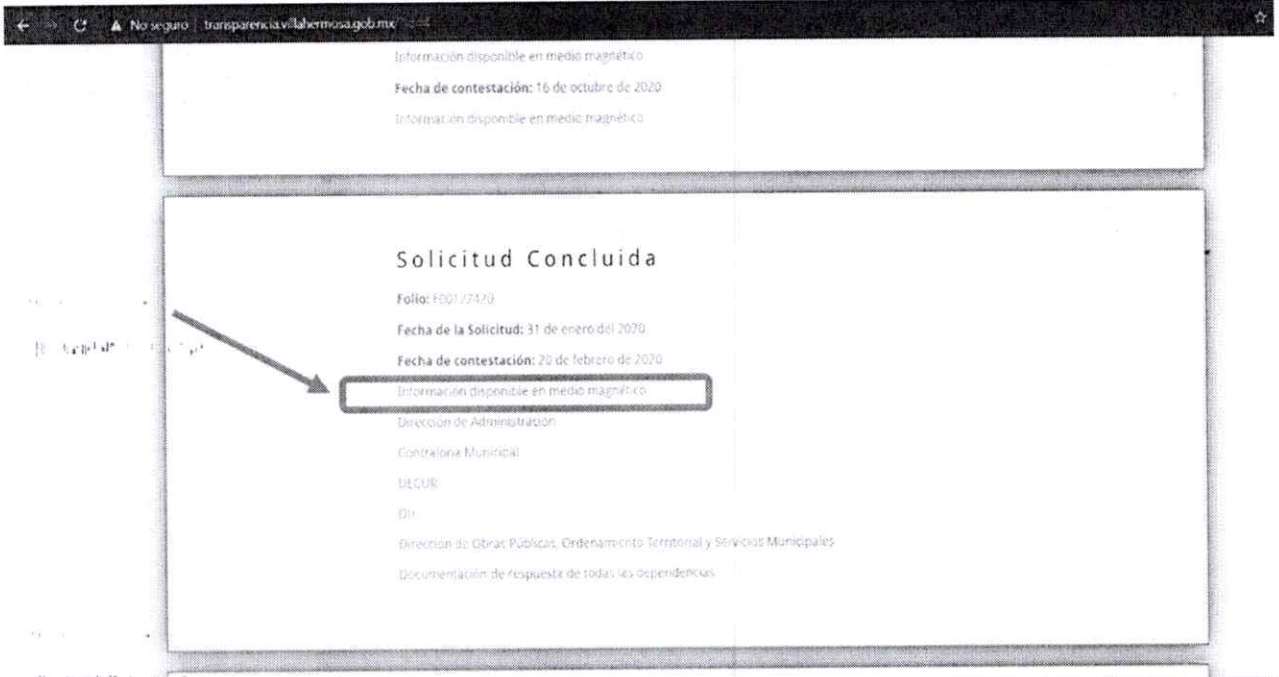 No seguro transparencia.villahermosa.gob.mx
Información disponible en medio magnético
Fecha de contestación: 16 de octubre de 2020
Información disponible en medio magnético
Solicitud Concluida
Folio:
Fecha de la Solicitud: 31 de enero del 2020
Fecha de contestación: 20 de febrero de 2020
Información disponible en medio magnético
Dirección de Administración
Contraloria Municipal
DECUR
Dirección de Obras Públicas, Ordenamiento Territorial y Servicios Municipales
Documentación de respuesta de todas las dependencias